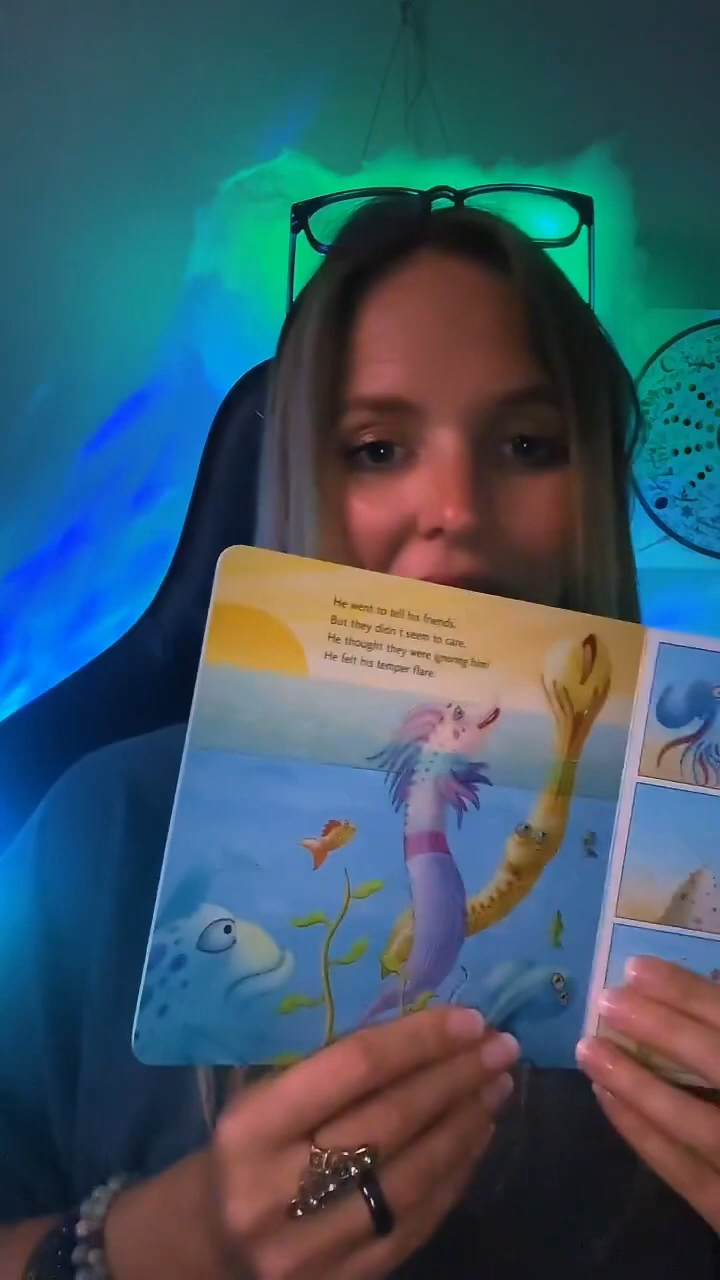 He went to tell his friends.
But they didn't seem to care.
He thought they were ignoring him!
He felt his temper flare.